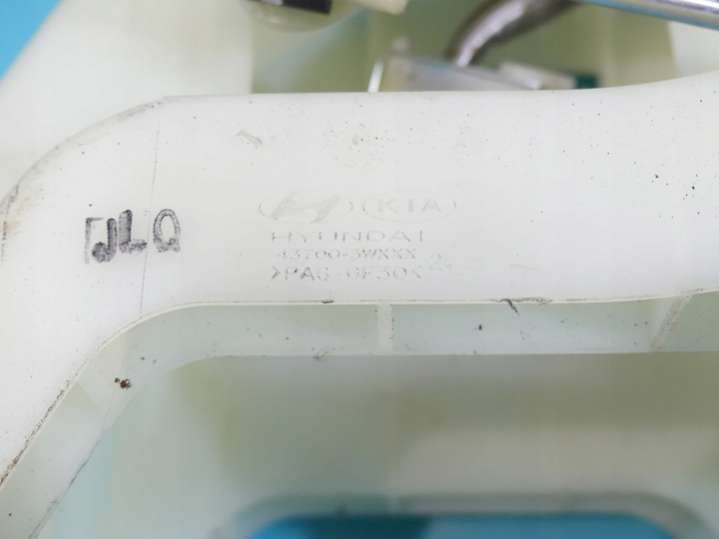 JLQ
KIA
HYUNDAI
43700-3WXXX
>PA6-GF30<